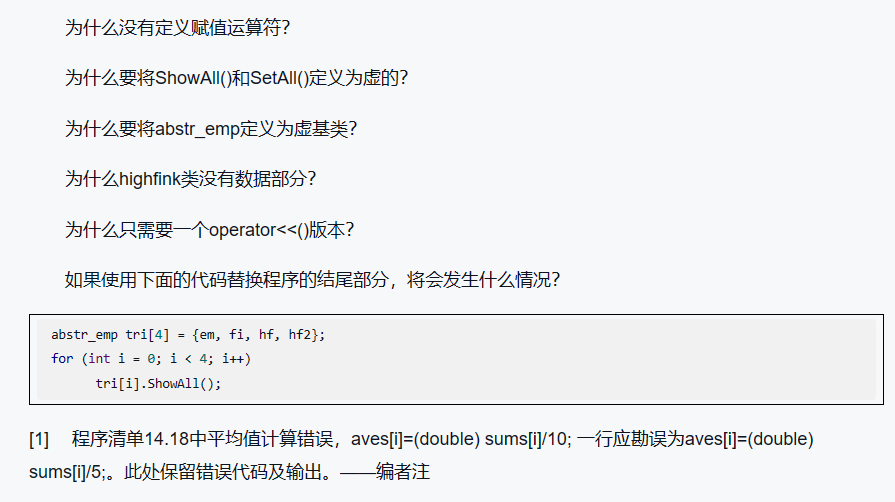 为什么没有定义赋值运算符？
为什么要将ShowAll()和SetAll()定义为虚的？
为什么要将abstr_emp定义为虚基类？
为什么highfink类没有数据部分？
为什么只需要一个operator<<()版本？
如果使用下面的代码替换程序的结尾部分，将会发生什么情况？
abstr_emp tri[4] = {em, fi, hf, hf2};
for (int i = 0; i < 4; i++)
tri[i].ShowAll();
[1] 程序清单14.18中平均值计算错误，aves[i]=(double) sums[i]/10; 一行应勘误为aves[i]=(double)
sums[i]/5;。此处保留错误代码及输出。——编者注